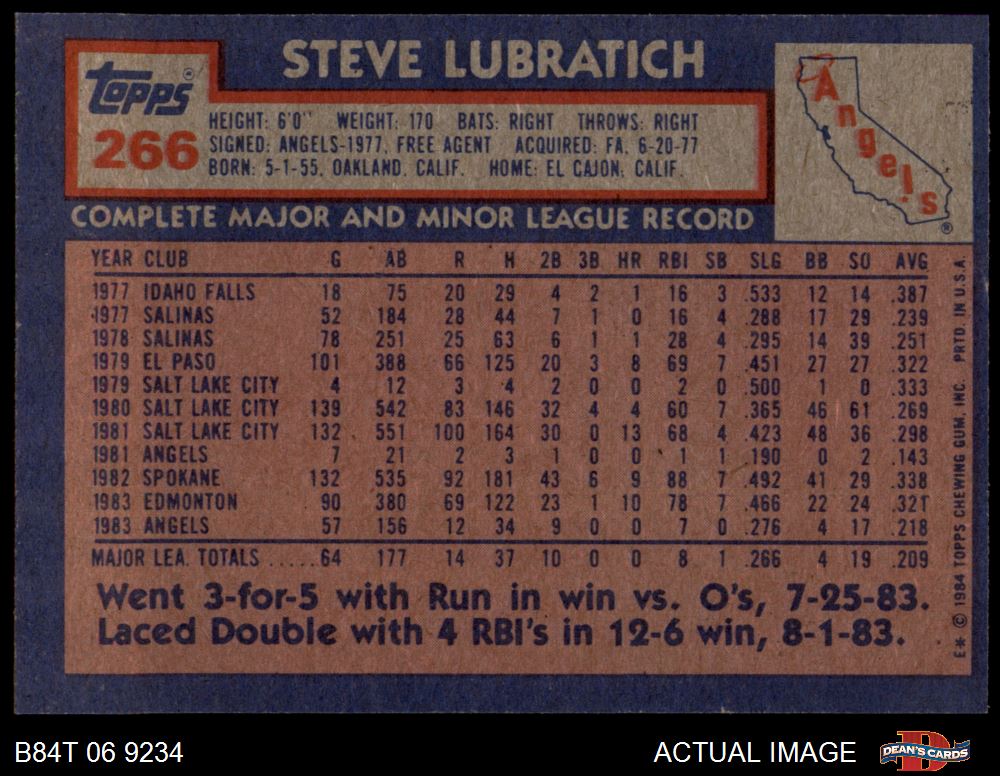 STEVE LUBRATICH
Topps®
266
HEIGHT: 6'0" WEIGHT: 170 BATS: RIGHT THROWS: RIGHT
SIGNED: ANGELS-1977, FREE AGENT ACQUIRED: FA, 6-20-77
BORN: 5-1-55, OAKLAND, CALIF. HOME: EL CAJON, CALIF.
Angels
®
COMPLETE MAJOR AND MINOR LEAGUE RECORD
YEAR CLUB G AB R H 2B 3B HR RBI SB SLG BB SO AVG
1977 IDAHO FALLS 18 75 20 29 4 2 1 16 3 .533 12 14 .387
1977 SALINAS 52 184 28 44 7 1 0 16 4 .288 17 29 .239
1978 SALINAS 78 251 25 63 6 1 1 28 4 .295 14 39 .251
1979 EL PASO 101 388 66 125 20 3 8 69 7 .451 27 27 .322
1979 SALT LAKE CITY 4 12 3 4 2 0 0 2 0 .500 1 0 .333
1980 SALT LAKE CITY 139 542 83 146 32 4 4 60 7 .365 46 61 .269
1981 SALT LAKE CITY 132 551 100 164 30 0 13 68 4 .423 48 36 .298
1981 ANGELS 7 21 2 3 1 0 0 1 1 .190 0 2 .143
1982 SPOKANE 132 535 92 181 43 6 9 88 7 .492 41 29 .338
1983 EDMONTON 90 380 69 122 23 1 10 78 7 .466 22 24 .321
1983 ANGELS 57 156 12 34 9 0 0 7 0 .276 4 17 .218
MAJOR LEA. TOTALS .....64 177 14 37 10 0 0 8 1 .266 4 19 .209
Went 3-for-5 with Run in win vs. O's, 7-25-83.
Laced Double with 4 RBI's in 12-6 win, 8-1-83.
E* © 1984 TOPPS CHEWING GUM, INC. PRTD. IN U.S.A.
B84T 06 9234
ACTUAL IMAGE
D
DEAN'S CARDS